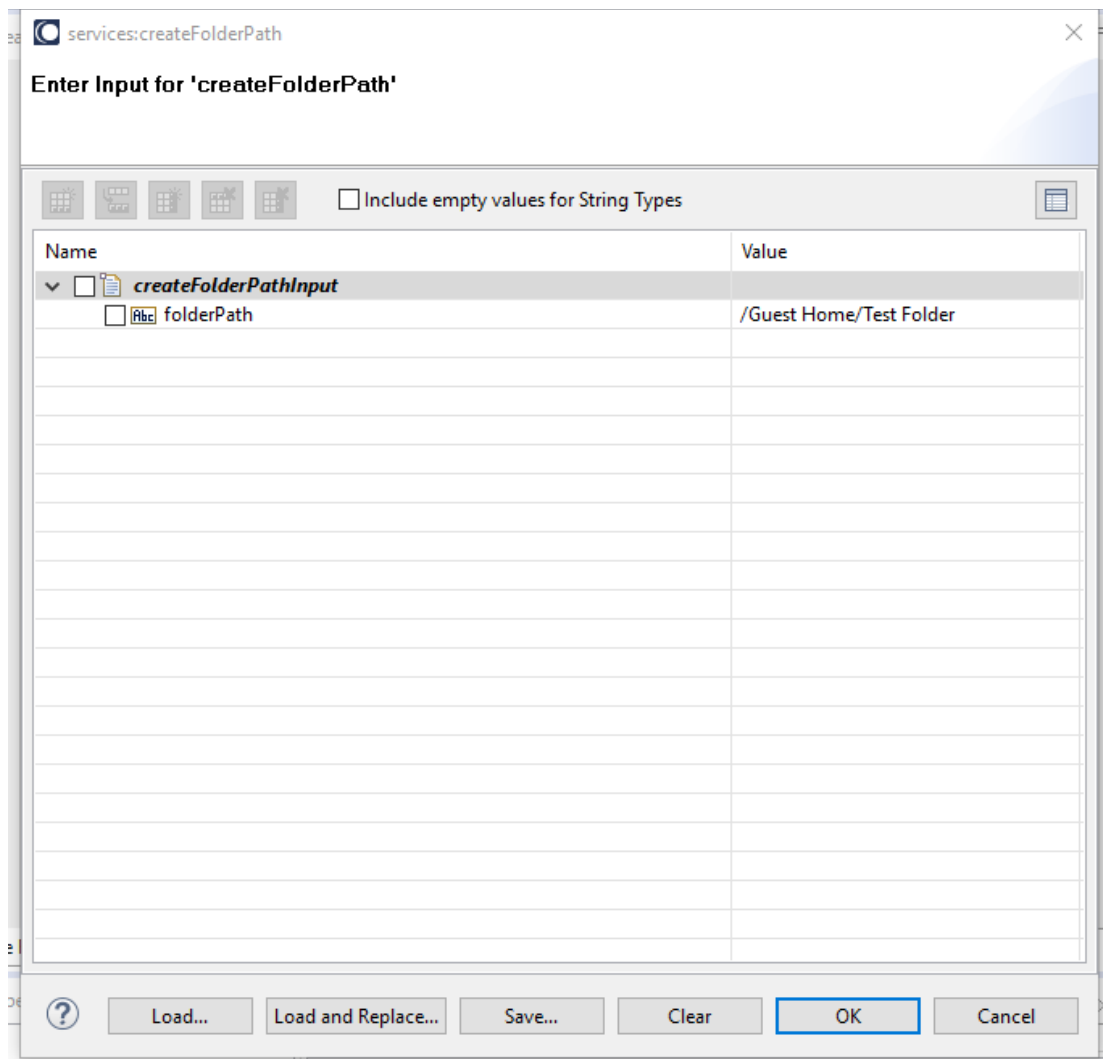 services:createFolderPath
Enter Input for 'createFolderPath'
Include empty values for String Types
Name Value
createFolderPathInput
Abc folderPath /Guest Home/Test Folder
Load... Load and Replace... Save... Clear OK Cancel